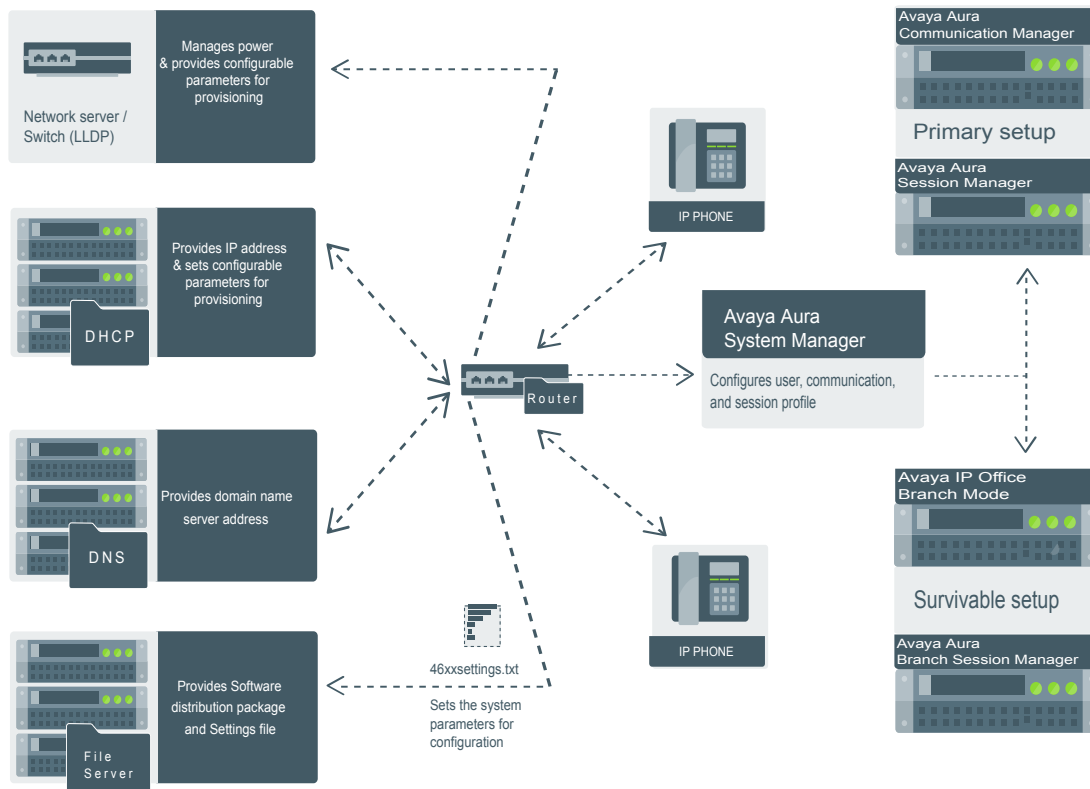 Network server /
Switch (LLDP)
Manages power
& provides configurable
parameters for
provisioning
DHCP
Provides IP address
& sets configurable
parameters for
provisioning
DNS
Provides domain name
server address
File
Server
Provides Software
distribution package
and Settings file
46xxsettings.txt
Sets the system
parameters for
configuration
Router
IP PHONE
IP PHONE
Avaya Aura
System Manager
Configures user, communication,
and session profile
Avaya Aura
Communication Manager
Primary setup
Avaya Aura
Session Manager
Avaya IP Office
Branch Mode
Survivable setup
Avaya Aura
Branch Session Manager